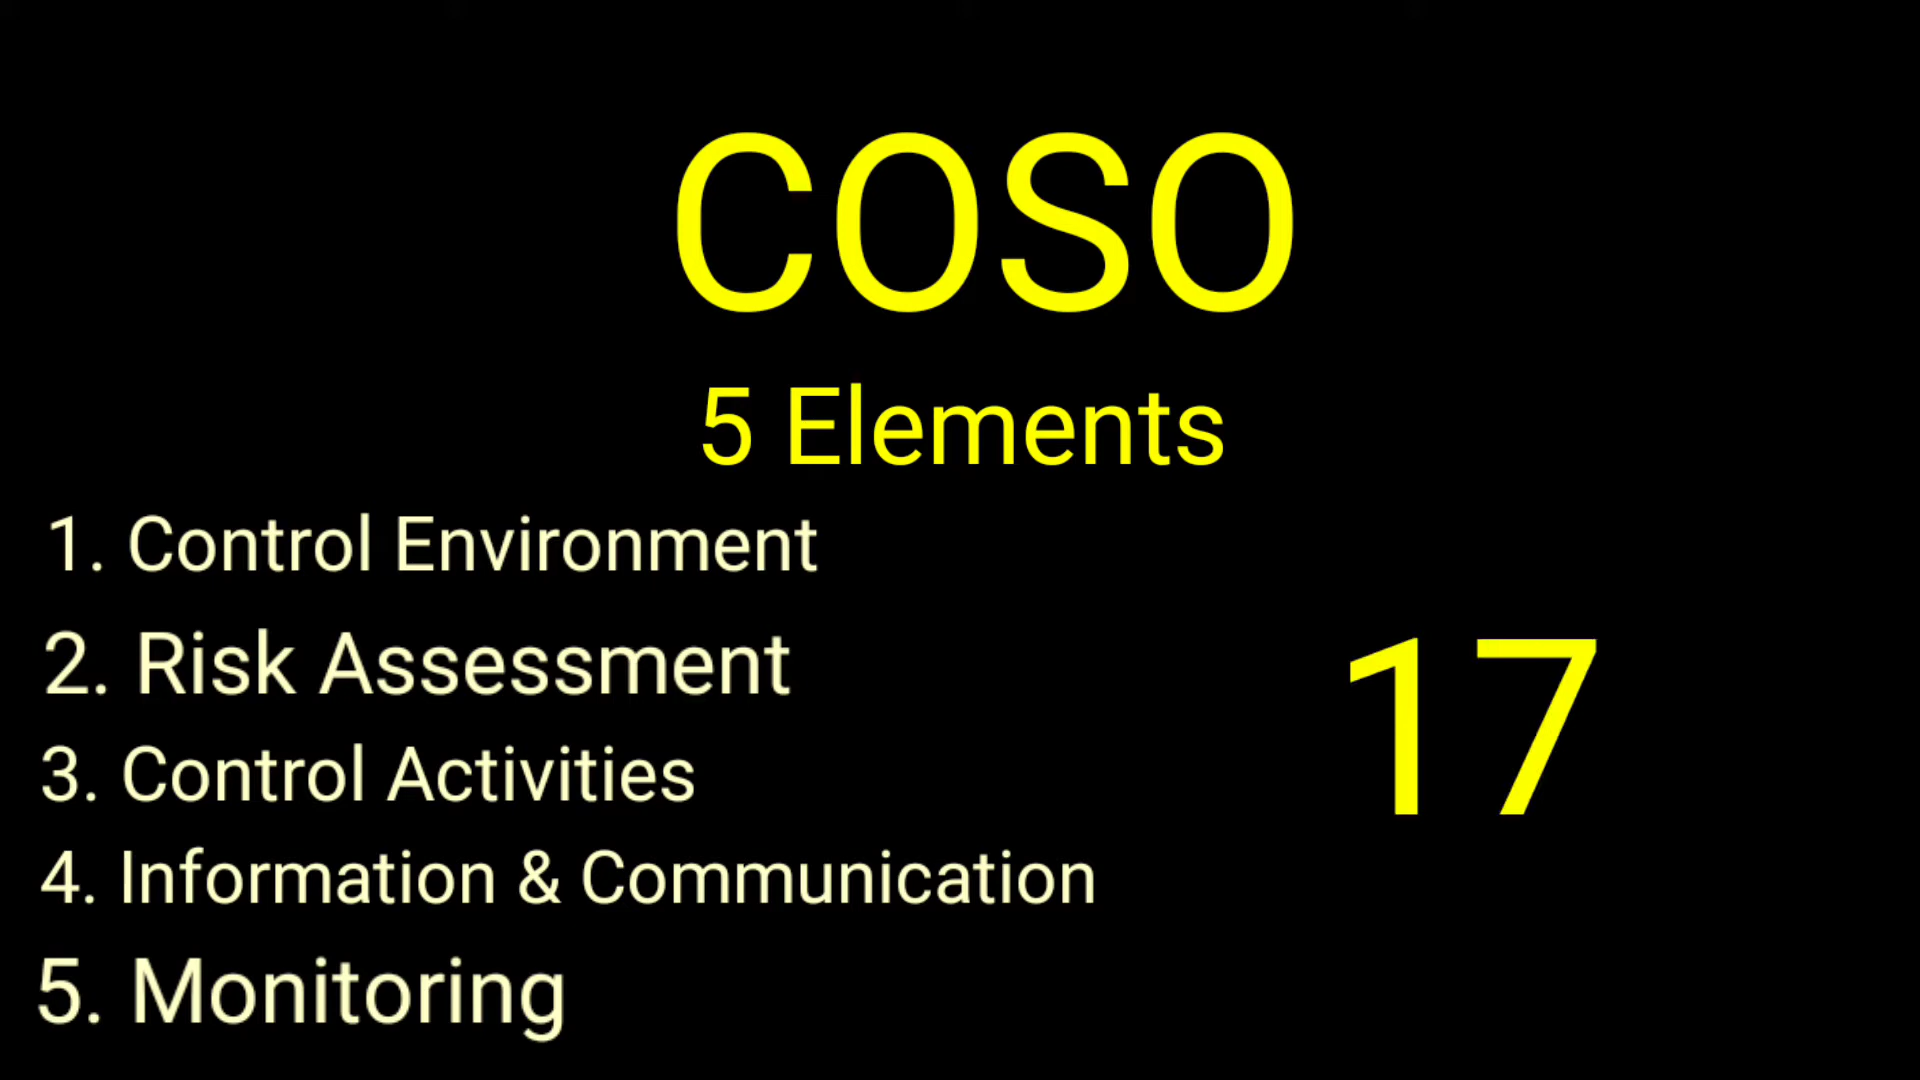 COSO
5 Elements
1. Control Environment
2. Risk Assessment
3. Control Activities
4. Information & Communication
5. Monitoring
17